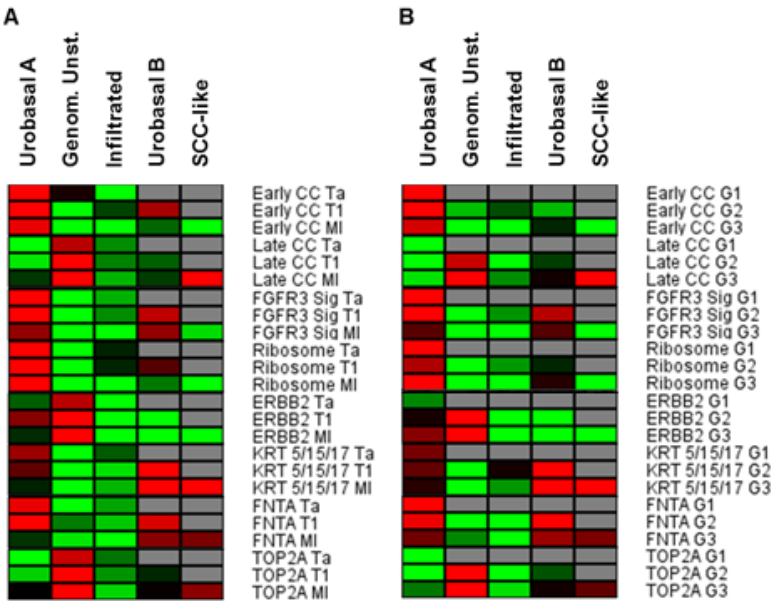 A
B
Urobasal A
Genom. Unst.
Infiltrated
Urobasal B
SCC-like
Urobasal A
Genom. Unst.
Infiltrated
Urobasal B
SCC-like
Early CC Ta
Early CC T1
Early CC MI
Late CC Ta
Late CC T1
Late CC MI
FGFR3 Sig Ta
FGFR3 Sig T1
FGFR3 Sig MI
Ribosome Ta
Ribosome T1
Ribosome MI
ERBB2 Ta
ERBB2 T1
ERBB2 MI
KRT 5/15/17 Ta
KRT 5/15/17 T1
KRT 5/15/17 MI
FNTA Ta
FNTA T1
FNTA MI
TOP2A Ta
TOP2A T1
TOP2A MI
Early CC G1
Early CC G2
Early CC G3
Late CC G1
Late CC G2
Late CC G3
FGFR3 Sig G1
FGFR3 Sig G2
FGFR3 Sig G3
Ribosome G1
Ribosome G2
Ribosome G3
ERBB2 G1
ERBB2 G2
ERBB2 G3
KRT 5/15/17 G1
KRT 5/15/17 G2
KRT 5/15/17 G3
FNTA G1
FNTA G2
FNTA G3
TOP2A G1
TOP2A G2
TOP2A G3